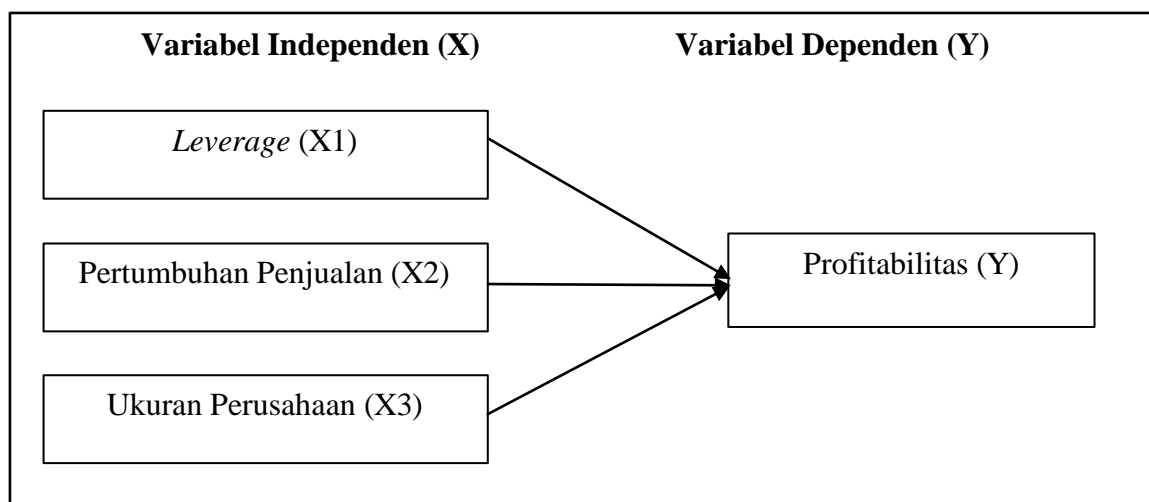 Variabel Independen (X)
Variabel Dependen (Y)
Leverage (X1)
Pertumbuhan Penjualan (X2)
Profitabilitas (Y)
Ukuran Perusahaan (X3)